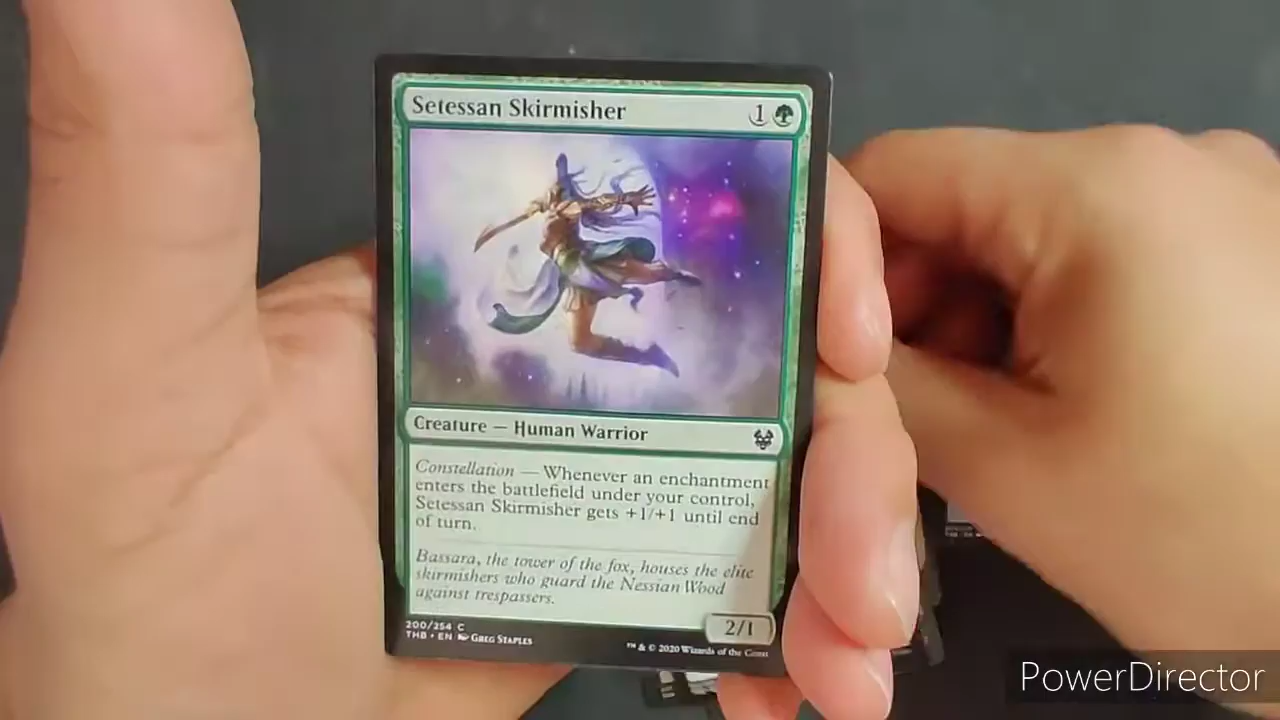 Setessan Skirmisher 1
Creature — Human Warrior
Constellation — Whenever an enchantment
enters the battlefield under your control,
Setessan Skirmisher gets +1/+1 until end
of turn.
Bassara, the tower of the fox, houses the elite
skirmishers who guard the Nessian Wood
against trespassers.
2/1
200/254 C
THB • EN Greg Staples
™ & © 2020 Wizards of the Coast
PowerDirector